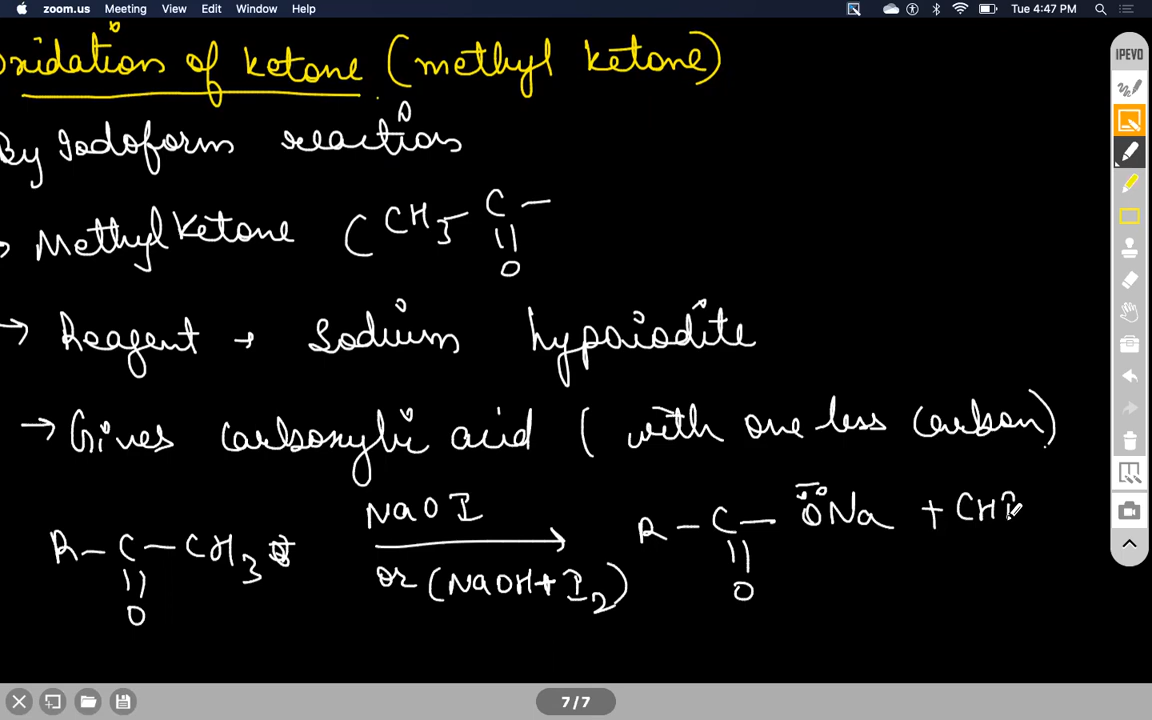 zoom.us Meeting View Edit Window Help Tue 4:47 PM
IPEVO
oxidation of ketone (methyl ketone)
By Iodoform reaction
Methyl Ketone ( CH3 - C -
||
O
→ Reagent → Sodium hypoiodite
→ Gives carboxylic acid ( with one less carbon)
NaOI
R - C - CH3 R - C - ONa + CHI
|| or (NaOH + I2) ||
O O
7/7